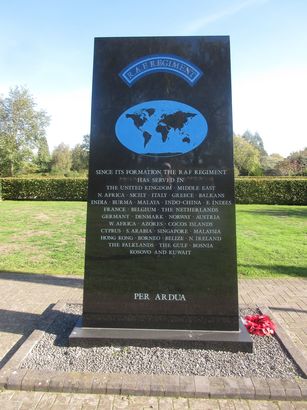 R.A.F REGIMENT
SINCE ITS FORMATION THE R.A.F REGIMENT
HAS SERVED IN
THE UNITED KINGDOM · MIDDLE EAST
N.AFRICA · SICILY · ITALY · GREECE · BALKANS
INDIA · BURMA · MALAYA · INDO-CHINA · E. INDIES
FRANCE · BELGIUM · THE NETHERLANDS
GERMANY · DENMARK · NORWAY · AUSTRIA
W. AFRICA · AZORES · COCOS ISLANDS
CYPRUS · S. ARABIA · SINGAPORE · MALAYSIA
HONG KONG · BORNEO · BELIZE · N. IRELAND
THE FALKLANDS · THE GULF · BOSNIA
KOSOVO AND KUWAIT
PER ARDUA